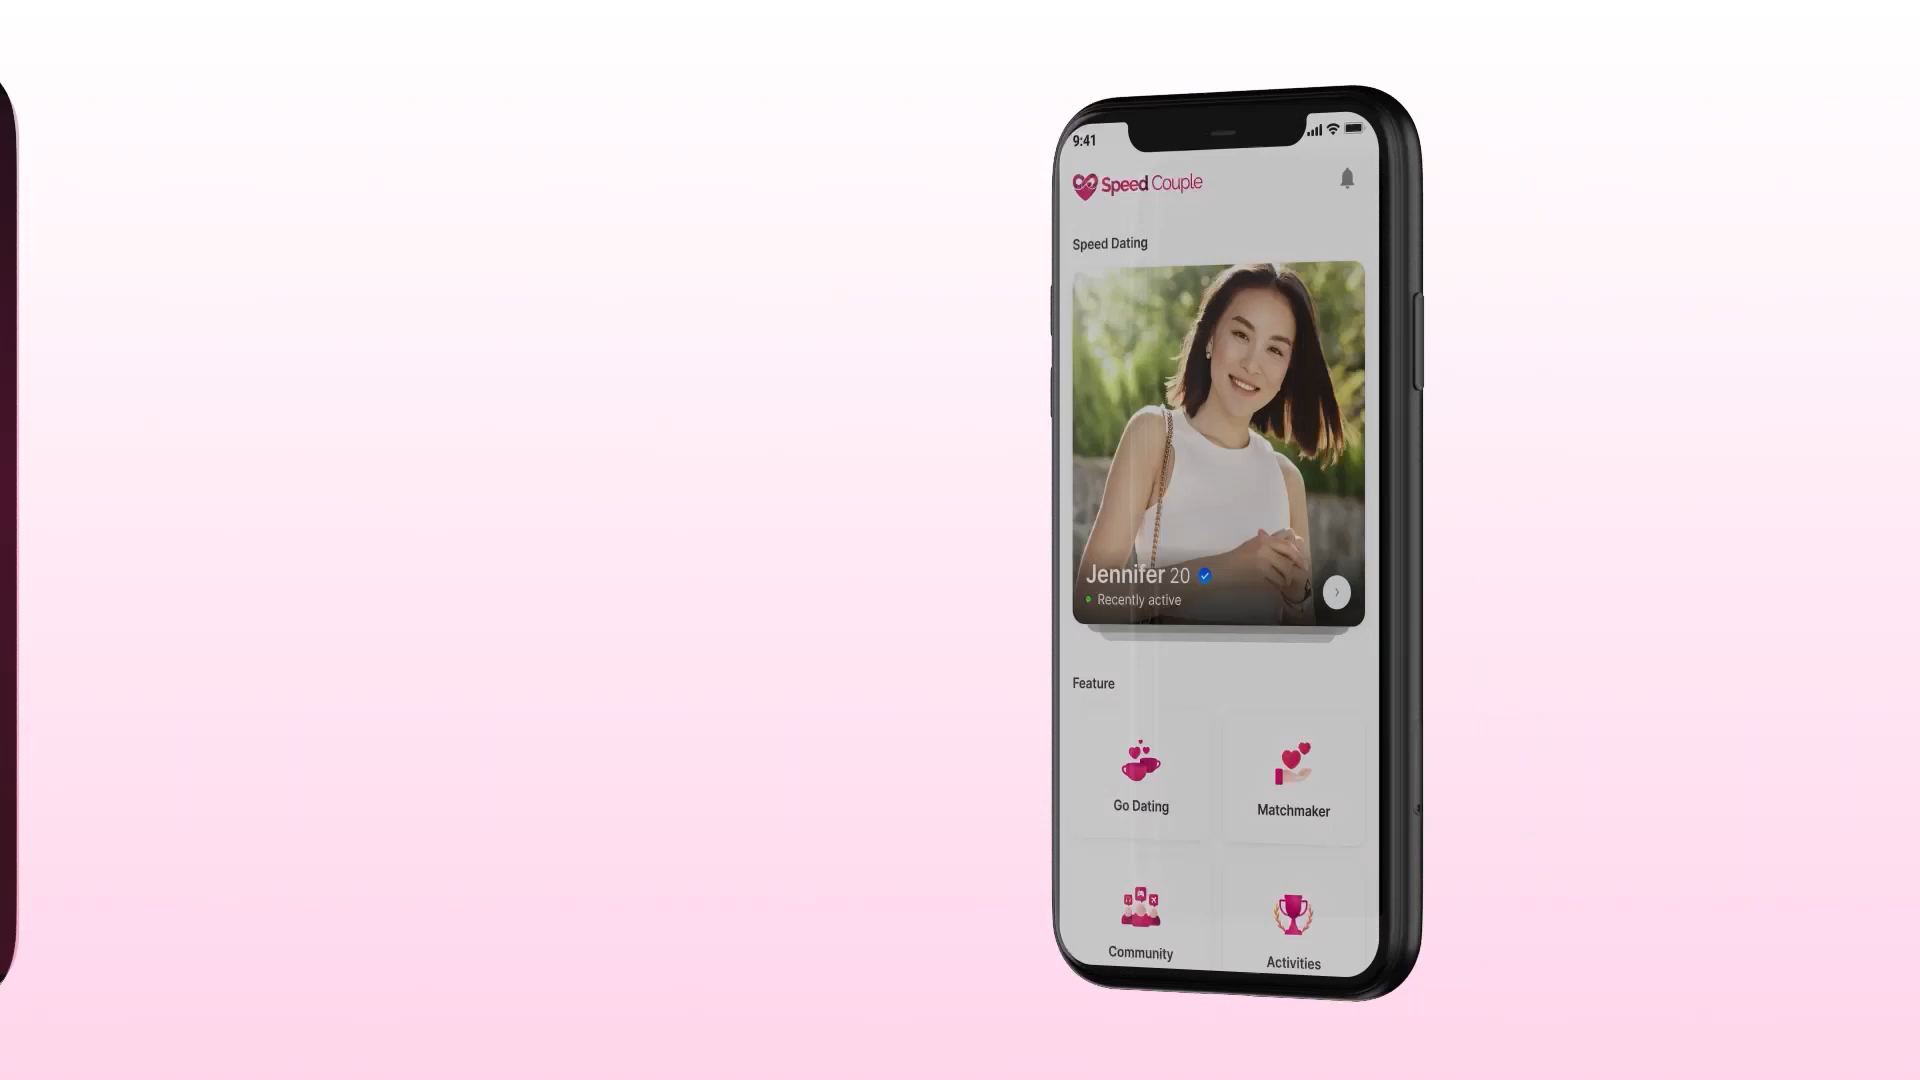 9:41
Speed Couple
Speed Dating
Jennifer 20
Recently active
Feature
Go Dating
Matchmaker
Community
Activities